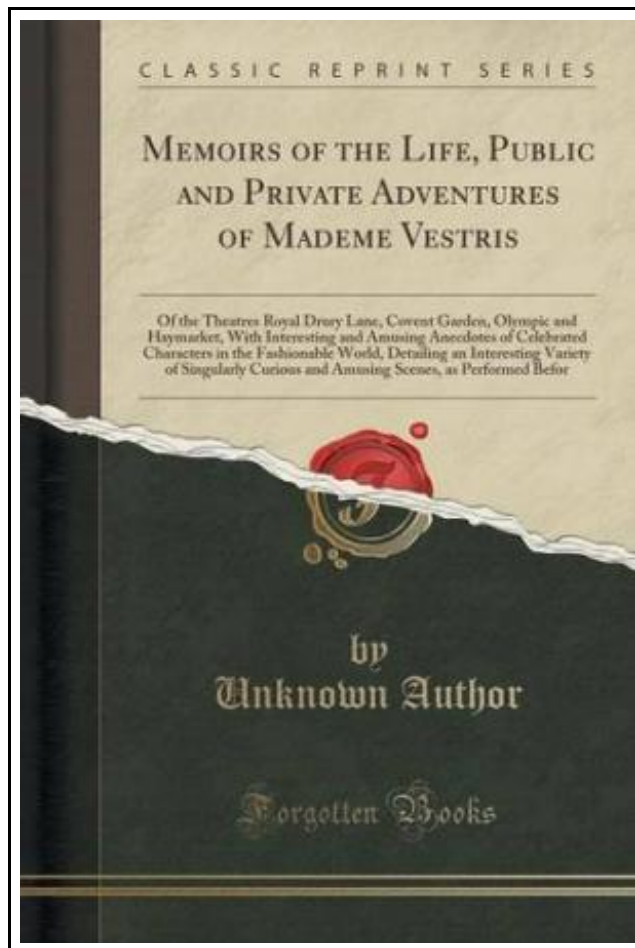 CLASSIC REPRINT SERIES
MEMOIRS OF THE LIFE, PUBLIC
AND PRIVATE ADVENTURES
OF MADEME VESTRIS
Of the Theatres Royal Drury Lane, Covent Garden, Olympic and
Haymarket, With Interesting and Amusing Anecdotes of Celebrated
Characters in the Fashionable World, Detailing an Interesting Variety
of Singularly Curious and Amusing Scenes, as Performed Befor
by
Unknown Author
Forgotten Books